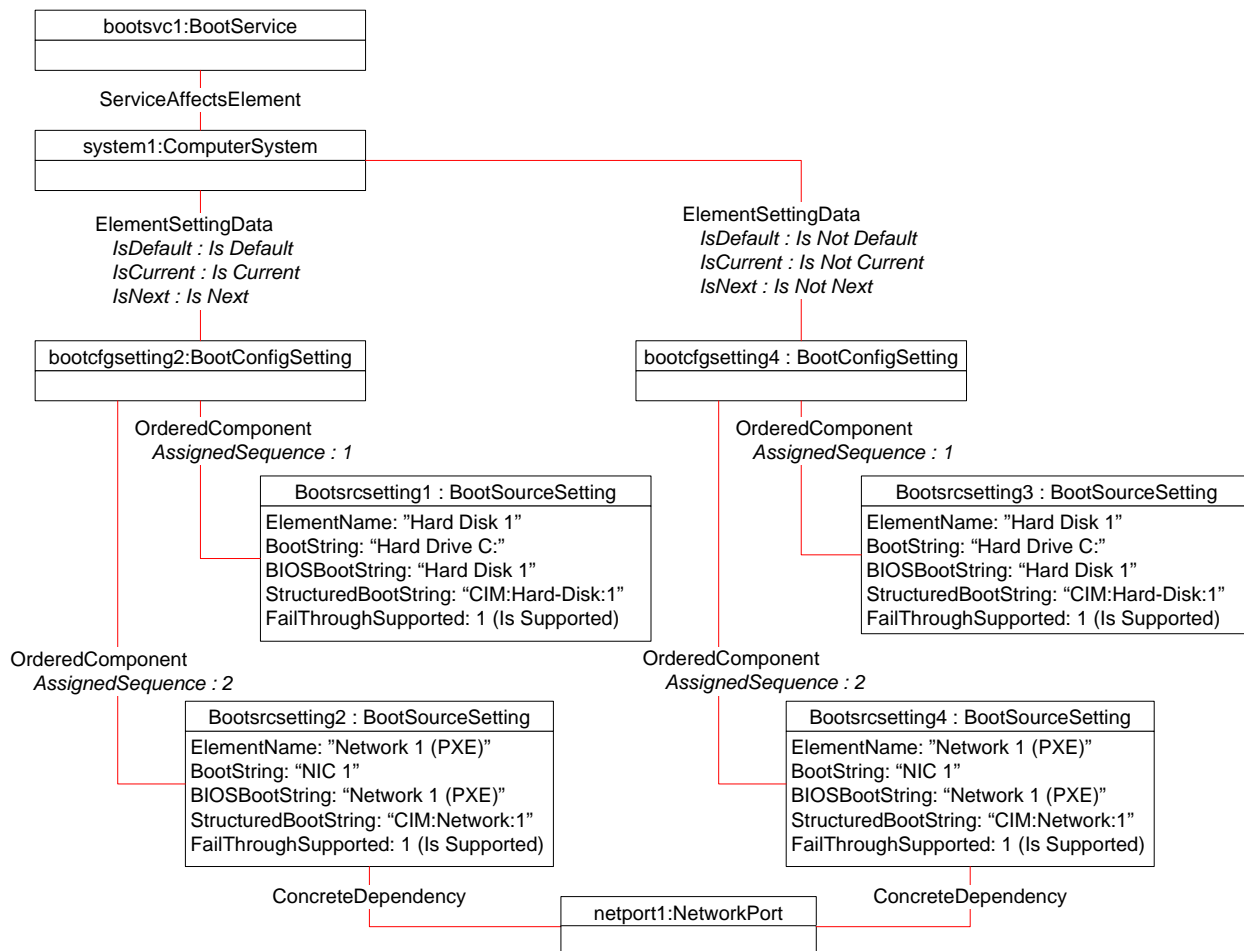 bootsvc1:BootService
ServiceAffectsElement
system1:ComputerSystem
ElementSettingData
IsDefault : Is Default
IsCurrent : Is Current
IsNext : Is Next
ElementSettingData
IsDefault : Is Not Default
IsCurrent : Is Not Current
IsNext : Is Not Next
bootcfgsetting2:BootConfigSetting
bootcfgsetting4 : BootConfigSetting
OrderedComponent
AssignedSequence : 1
OrderedComponent
AssignedSequence : 1
Bootsrcsetting1 : BootSourceSetting
ElementName: ”Hard Disk 1”
BootString: “Hard Drive C:”
BIOSBootString: “Hard Disk 1”
StructuredBootString: “CIM:Hard-Disk:1”
FailThroughSupported: 1 (Is Supported)
Bootsrcsetting3 : BootSourceSetting
ElementName: ”Hard Disk 1”
BootString: “Hard Drive C:”
BIOSBootString: “Hard Disk 1”
StructuredBootString: “CIM:Hard-Disk:1”
FailThroughSupported: 1 (Is Supported)
OrderedComponent
AssignedSequence : 2
OrderedComponent
AssignedSequence : 2
Bootsrcsetting2 : BootSourceSetting
ElementName: ”Network 1 (PXE)”
BootString: “NIC 1”
BIOSBootString: “Network 1 (PXE)”
StructuredBootString: “CIM:Network:1”
FailThroughSupported: 1 (Is Supported)
Bootsrcsetting4 : BootSourceSetting
ElementName: ”Network 1 (PXE)”
BootString: “NIC 1”
BIOSBootString: “Network 1 (PXE)”
StructuredBootString: “CIM:Network:1”
FailThroughSupported: 1 (Is Supported)
ConcreteDependency
ConcreteDependency
netport1:NetworkPort